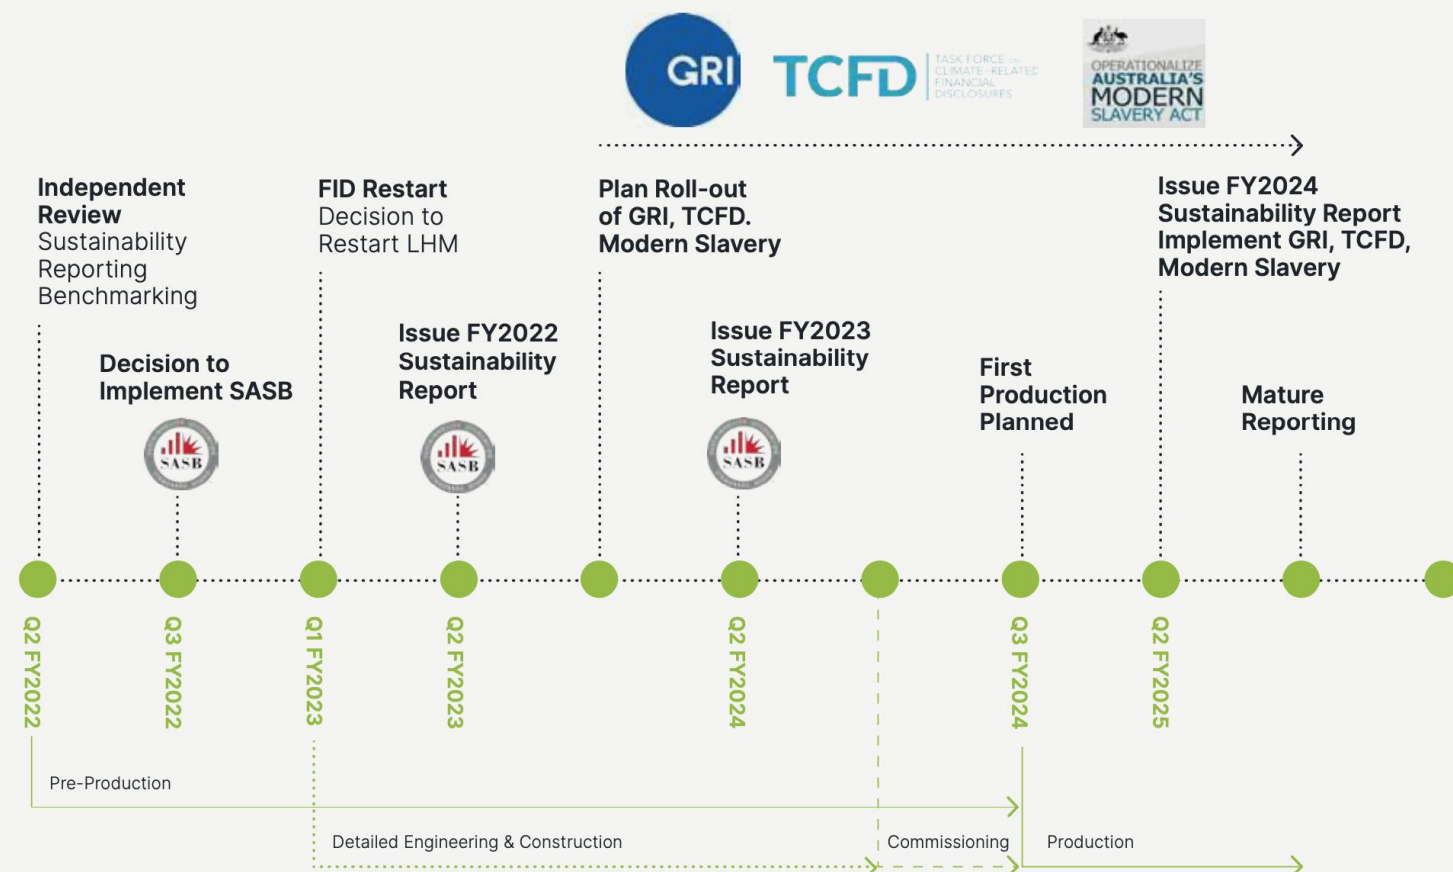 GRI
TCFD
TASK FORCE ON
CLIMATE-RELATED
FINANCIAL
DISCLOSURES
OPERATIONALIZE
AUSTRALIA'S
MODERN
SLAVERY ACT
Independent
Review
Sustainability
Reporting
Benchmarking
FID Restart
Decision to
Restart LHM
Plan Roll-out
of GRI, TCFD.
Modern Slavery
Issue FY2024
Sustainability Report
Implement GRI, TCFD,
Modern Slavery
Decision to
Implement SASB
SASB
Issue FY2022
Sustainability
Report
SASB
Issue FY2023
Sustainability
Report
SASB
First
Production
Planned
Mature
Reporting
Q2 FY2022
Q3 FY2022
Q1 FY2023
Q2 FY2023
Q2 FY2024
Q3 FY2024
Q2 FY2025
Pre-Production
Detailed Engineering & Construction
Commissioning
Production